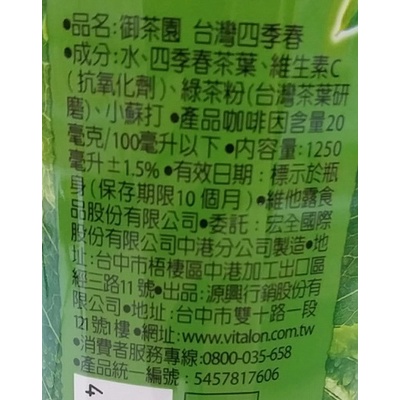 •品名:御茶園 台灣四季春
•成分:水、四季春茶葉、維生素C
(抗氧化劑)、綠茶粉(台灣茶葉研
磨)、小蘇打 •產品咖啡因含量20
毫克/100毫升以下 •內容量:1250
毫升±1.5% •有效日期:標示於瓶
身(保存期限10個月) •維他露食
品股份有限公司 •委託:宏全國際
股份有限公司中港分公司製造 •地
址:台中市梧棲區中港加工出口區
經三路11號 •出品:源興行銷股份有
限公司 •地址:台中市雙十路一段
121號1樓 •網址:www.vitalon.com.tw
•消費者服務專線:0800-035-658
•產品統一編號:5457817606
4